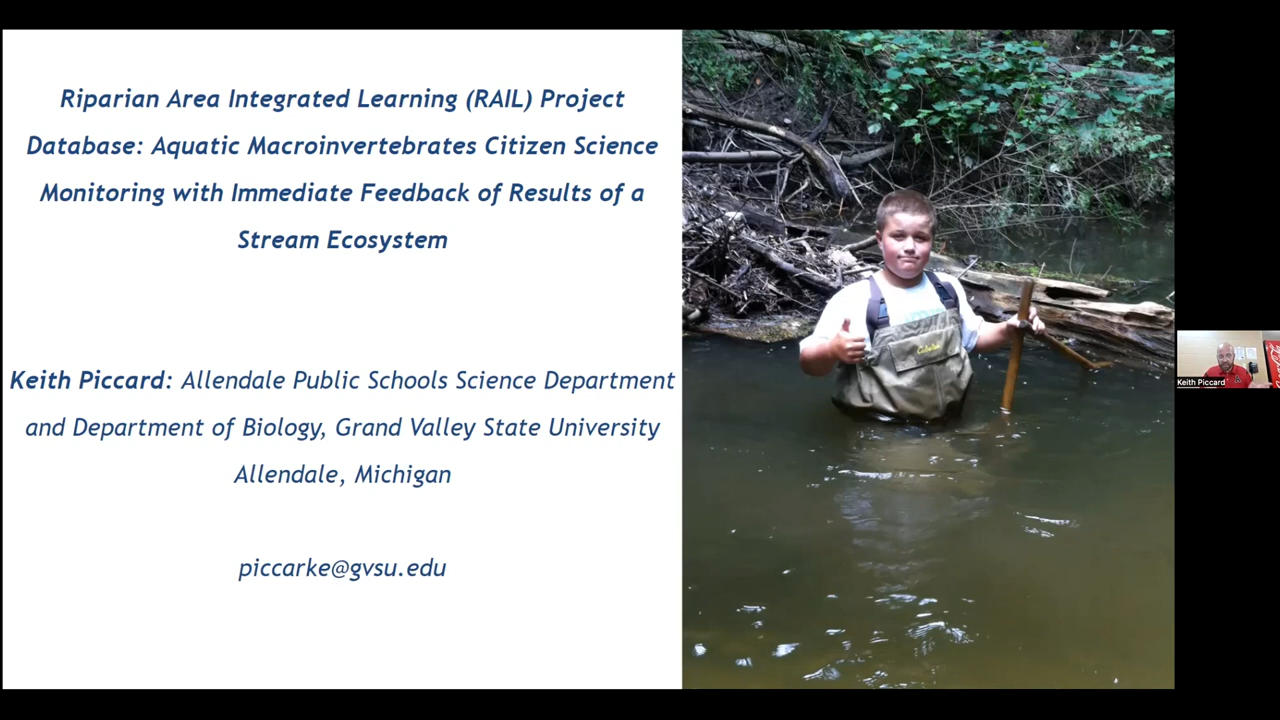 Riparian Area Integrated Learning (RAIL) Project
Database: Aquatic Macroinvertebrates Citizen Science
Monitoring with Immediate Feedback of Results of a
Stream Ecosystem
Keith Piccard: Allendale Public Schools Science Department
and Department of Biology, Grand Valley State University
Allendale, Michigan
piccarke@gvsu.edu
Cabela's
Keith Piccard